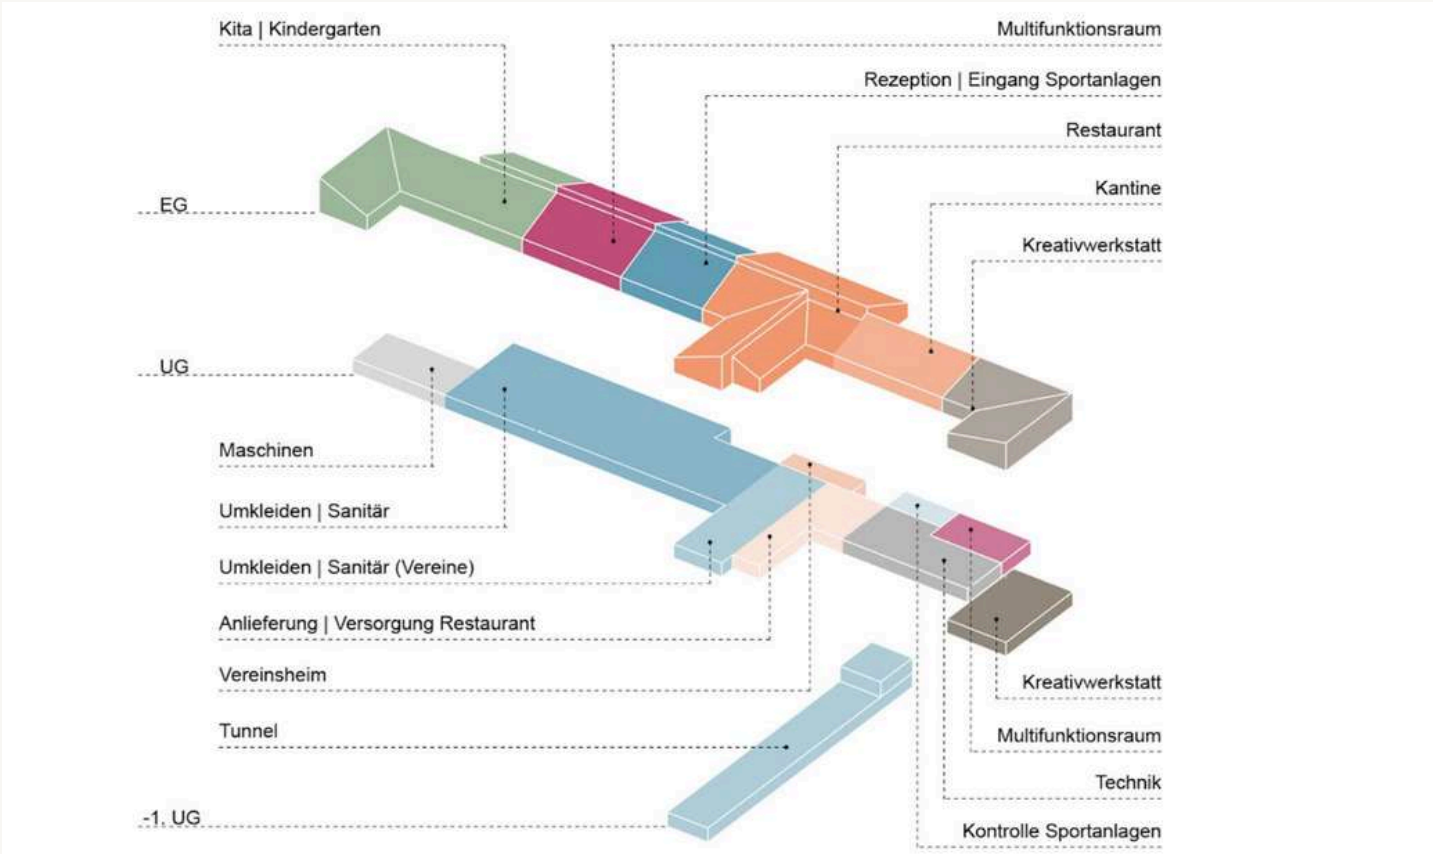 Kita | Kindergarten
Multifunktionsraum
Rezeption | Eingang Sportanlagen
Restaurant
Kantine
EG
Kreativwerkstatt
UG
Maschinen
Umkleiden | Sanitär
Umkleiden | Sanitär (Vereine)
Anlieferung | Versorgung Restaurant
Vereinsheim
Kreativwerkstatt
Tunnel
Multifunktionsraum
Technik
-1. UG
Kontrolle Sportanlagen